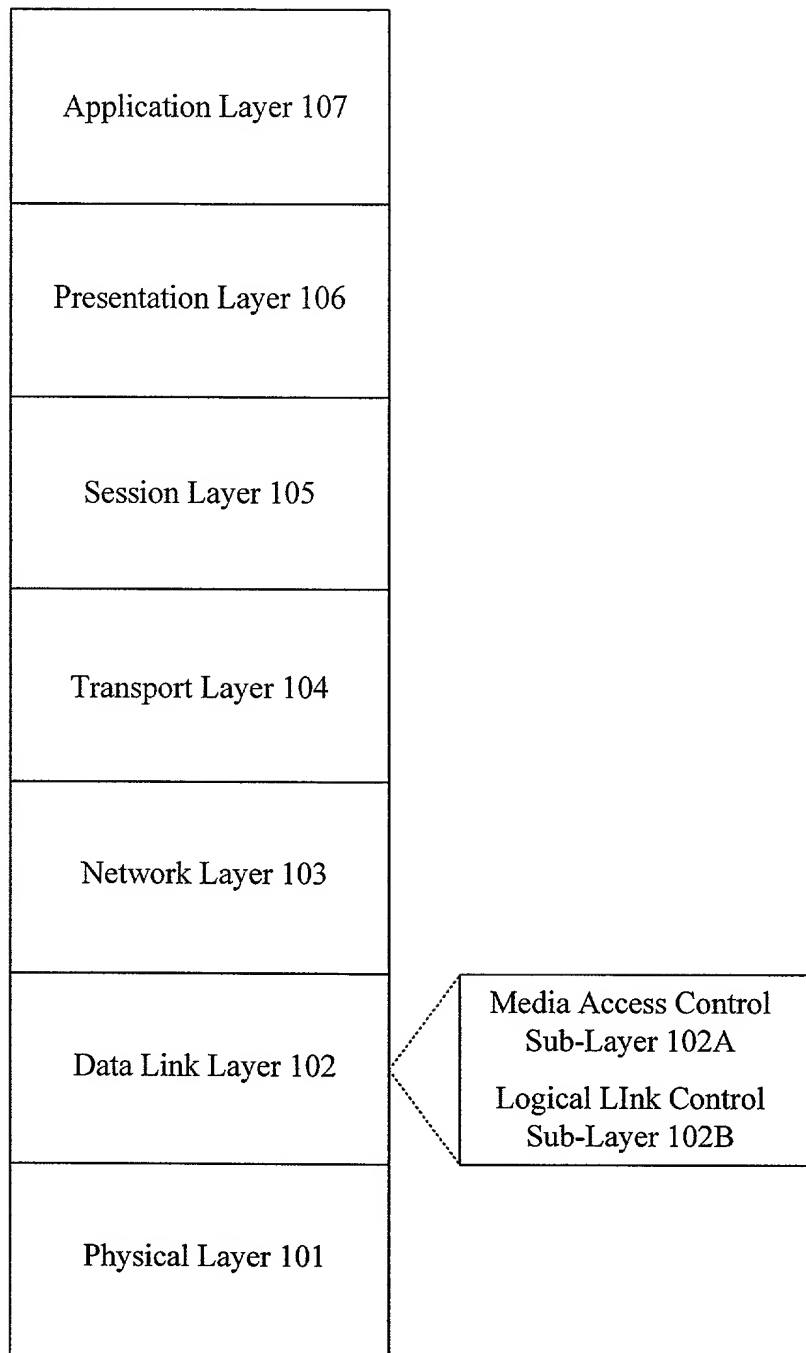 Application Layer 107
Presentation Layer 106
Session Layer 105
Transport Layer 104
Network Layer 103
Data Link Layer 102
Media Access Control
Sub-Layer 102A
Logical LInk Control
Sub-Layer 102B
Physical Layer 101